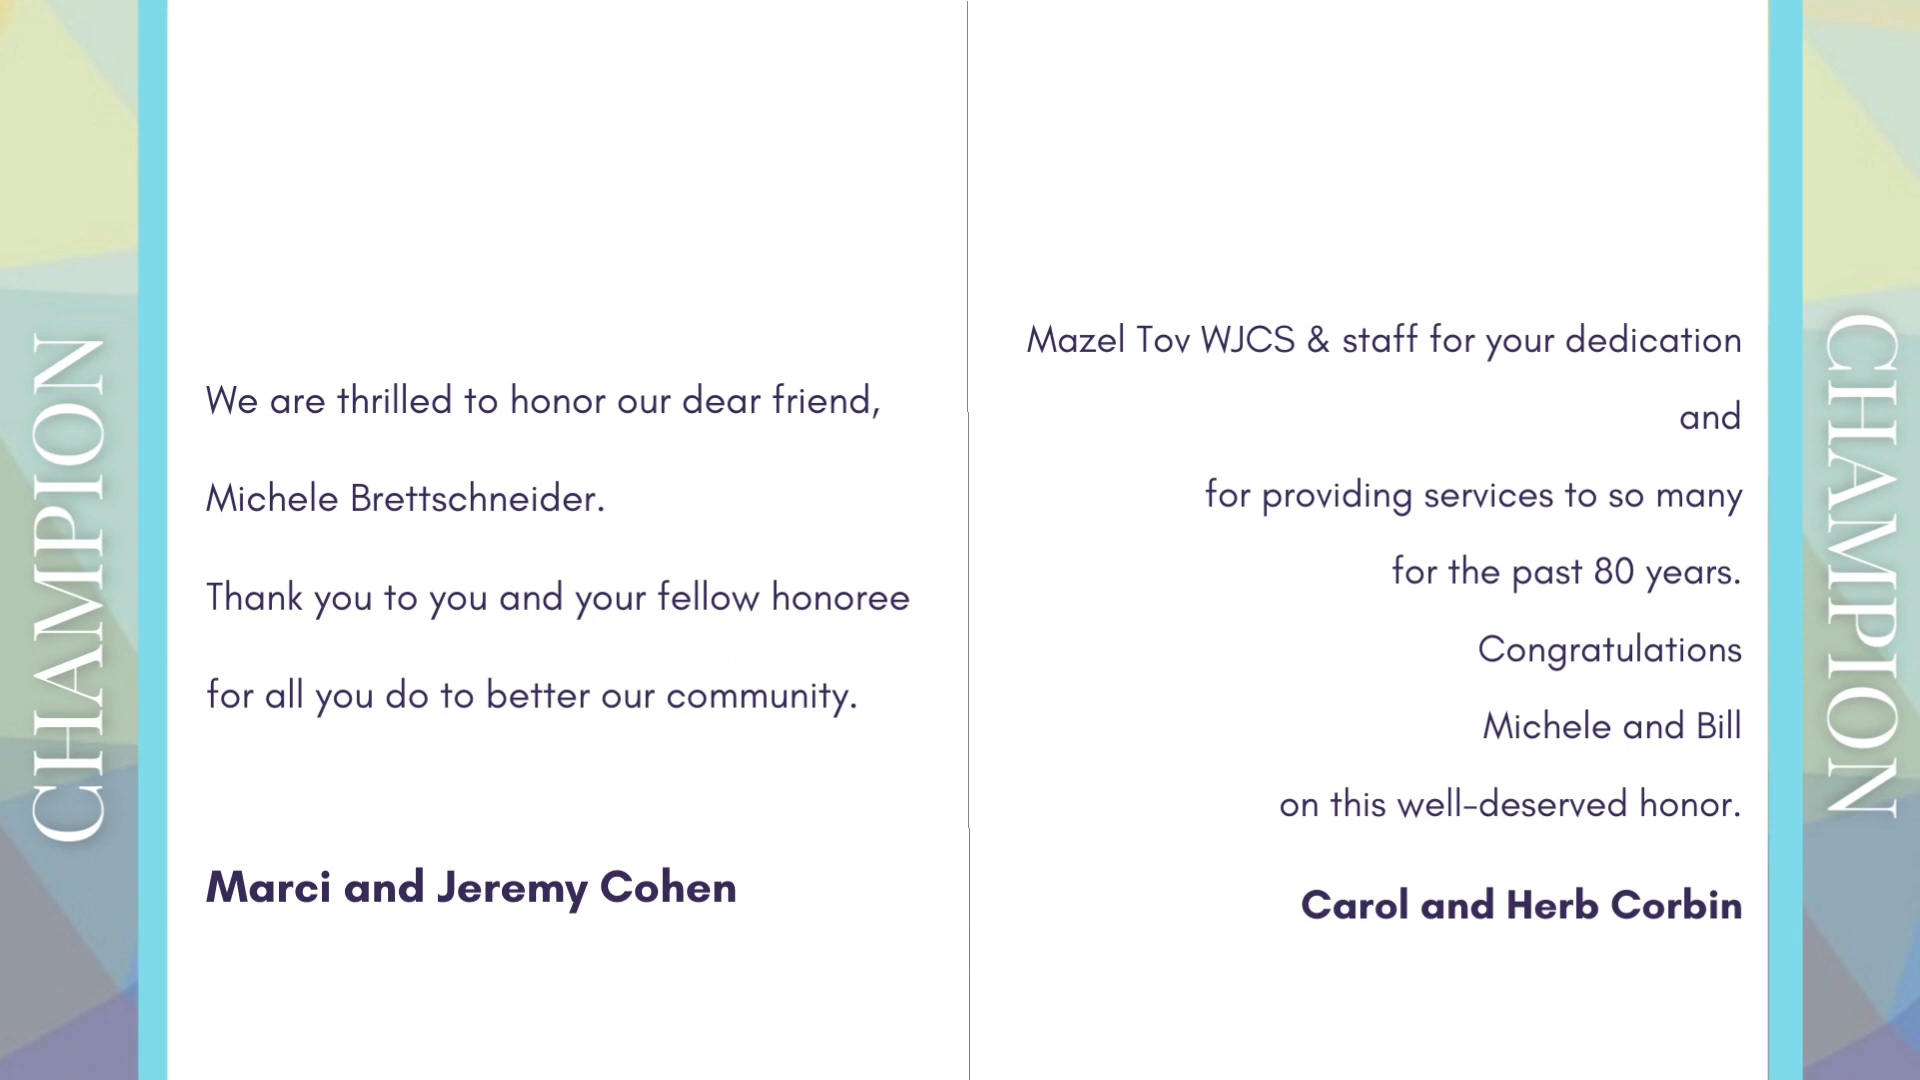 CHAMPION
We are thrilled to honor our dear friend,
Michele Brettschneider.
Thank you to you and your fellow honoree
for all you do to better our community.
Marci and Jeremy Cohen
Mazel Tov WJCS & staff for your dedication
and
for providing services to so many
for the past 80 years.
Congratulations
Michele and Bill
on this well-deserved honor.
Carol and Herb Corbin
CHAMPION